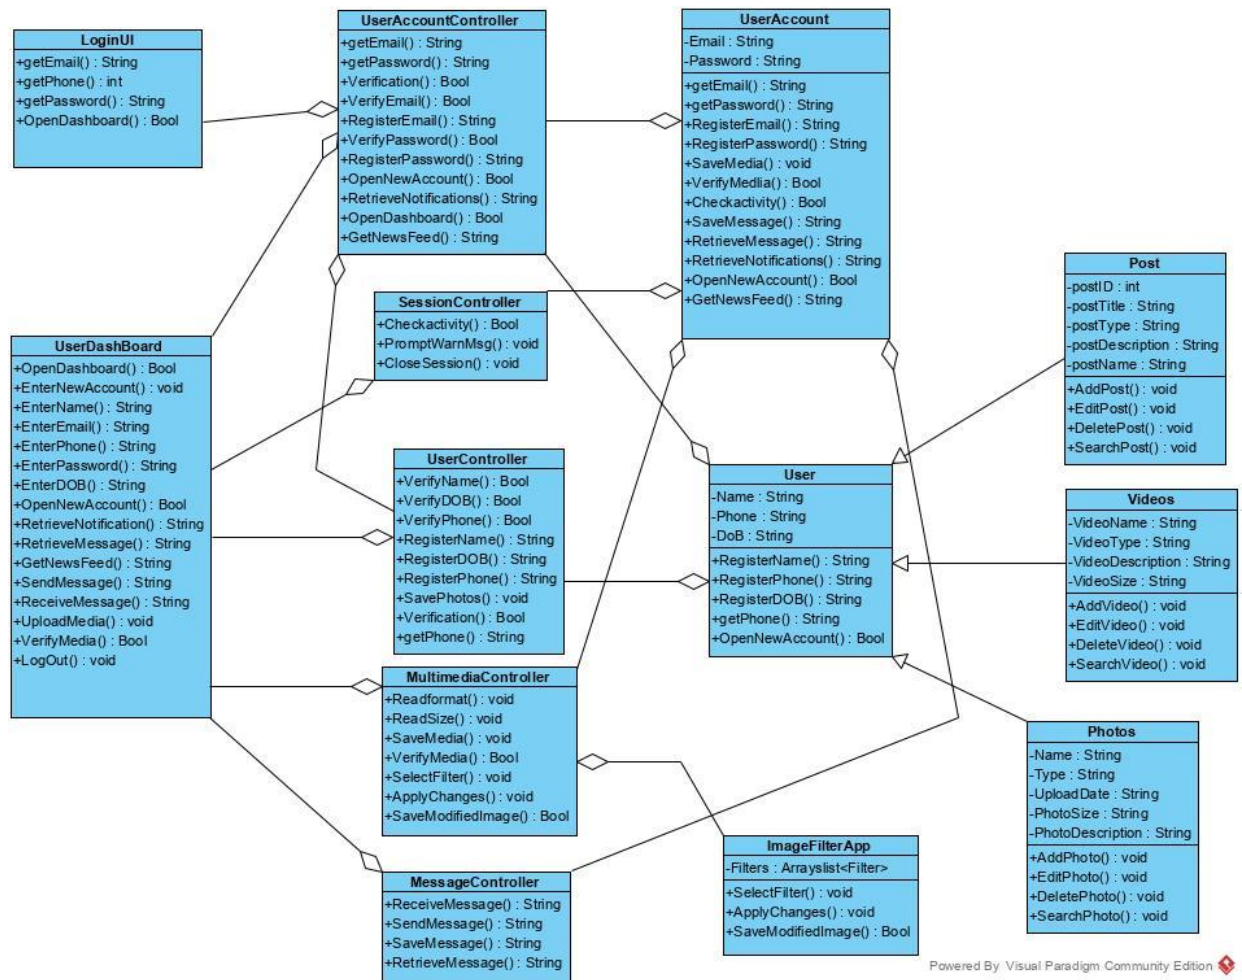 LoginUI
+getEmail() : String
+getPhone() : int
+getPassword() : String
+OpenDashboard() : Bool
UserAccountController
+getEmail() : String
+getPassword() : String
+Verification() : Bool
+VerifyEmail() : Bool
+RegisterEmail() : String
+VerifyPassword() : Bool
+RegisterPassword() : String
+OpenNewAccount() : Bool
+RetrieveNotifications() : String
+OpenDashboard() : Bool
+GetNewsFeed() : String
UserAccount
-Email : String
-Password : String
+getEmail() : String
+getPassword() : String
+RegisterEmail() : String
+RegisterPassword() : String
+SaveMedia() : void
+VerifyMedlia() : Bool
+Checkactivity() : Bool
+SaveMessage() : String
+RetrieveMessage() : String
+RetrieveNotifications() : String
+OpenNewAccount() : Bool
+GetNewsFeed() : String
SessionController
+Checkactivity() : Bool
+PromptWarnMsg() : void
+CloseSession() : void
UserDashBoard
+OpenDashboard() : Bool
+EnterNewAccount() : void
+EnterName() : String
+EnterEmail() : String
+EnterPhone() : String
+EnterPassword() : String
+EnterDOB() : String
+OpenNewAccount() : Bool
+RetrieveNotification() : String
+RetrieveMessage() : String
+GetNewsFeed() : String
+SendMessage() : String
+ReceiveMessage() : String
+UploadMedia() : void
+VerifyMedia() : Bool
+LogOut() : void
UserController
+VerifyName() : Bool
+VerifyDOB() : Bool
+VerifyPhone() : Bool
+RegisterName() : String
+RegisterDOB() : String
+RegisterPhone() : String
+SavePhotos() : void
+Verification() : Bool
+getPhone() : String
User
-Name : String
-Phone : String
-DoB : String
+RegisterName() : String
+RegisterPhone() : String
+RegisterDOB() : String
+getPhone() : String
+OpenNewAccount() : Bool
Post
-postID : int
-postTitle : String
-postType : String
-postDescription : String
-postName : String
+AddPost() : void
+EditPost() : void
+DeletePost() : void
+SearchPost() : void
Videos
-VideoName : String
-VideoType : String
-VideoDescription : String
-VideoSize : String
+AddVideo() : void
+EditVideo() : void
+DeleteVideo() : void
+SearchVideo() : void
MultimediaController
+Readformat() : void
+ReadSize() : void
+SaveMedia() : void
+VerifyMedia() : Bool
+SelectFilter() : void
+ApplyChanges() : void
+SaveModifiedImage() : Bool
Photos
-Name : String
-Type : String
-UploadDate : String
-PhotoSize : String
-PhotoDescription : String
+AddPhoto() : void
+EditPhoto() : void
+DeletePhoto() : void
+SearchPhoto() : void
ImageFilterApp
-Filters : Arrayslist<Filter>
+SelectFilter() : void
+ApplyChanges() : void
+SaveModifiedImage() : Bool
MessageController
+ReceiveMessage() : String
+SendMessage() : String
+SaveMessage() : String
+RetrieveMessage() : String
Powered By Visual Paradigm Community Edition